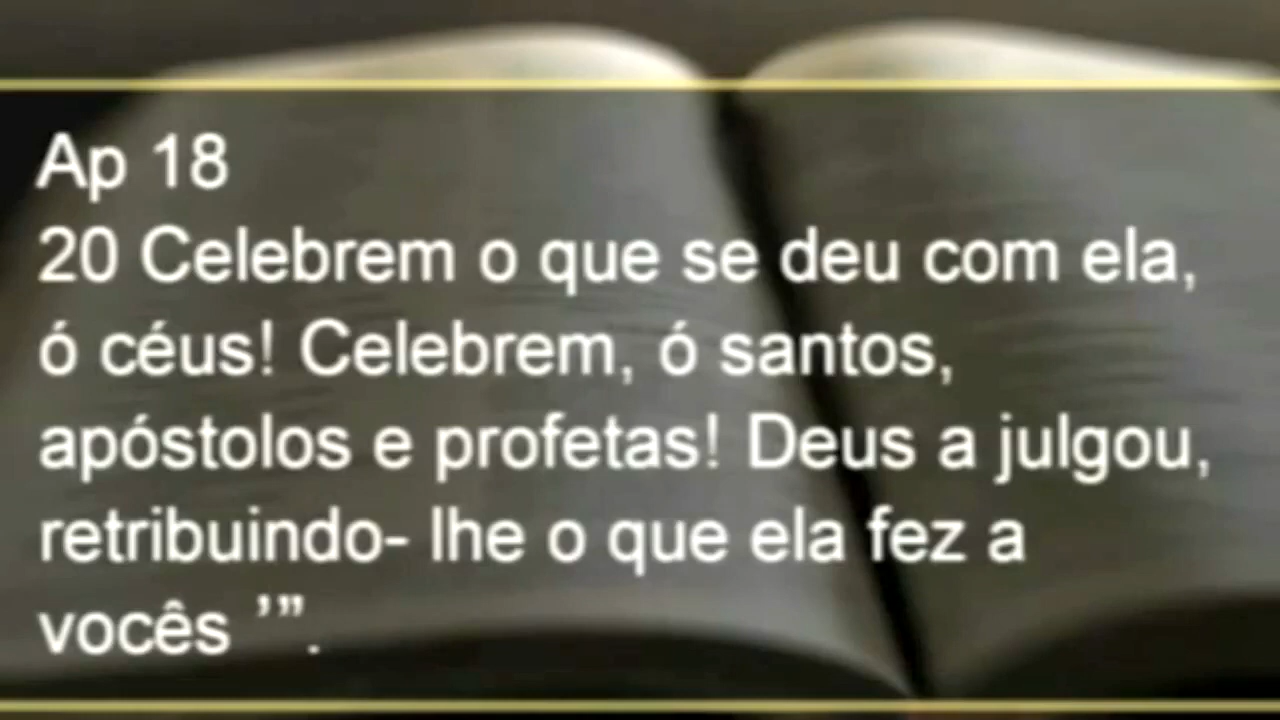 Ap 18
20 Celebrem o que se deu com ela,
ó céus! Celebrem, ó santos,
apóstolos e profetas! Deus a julgou,
retribuindo- lhe o que ela fez a
vocês ’”.